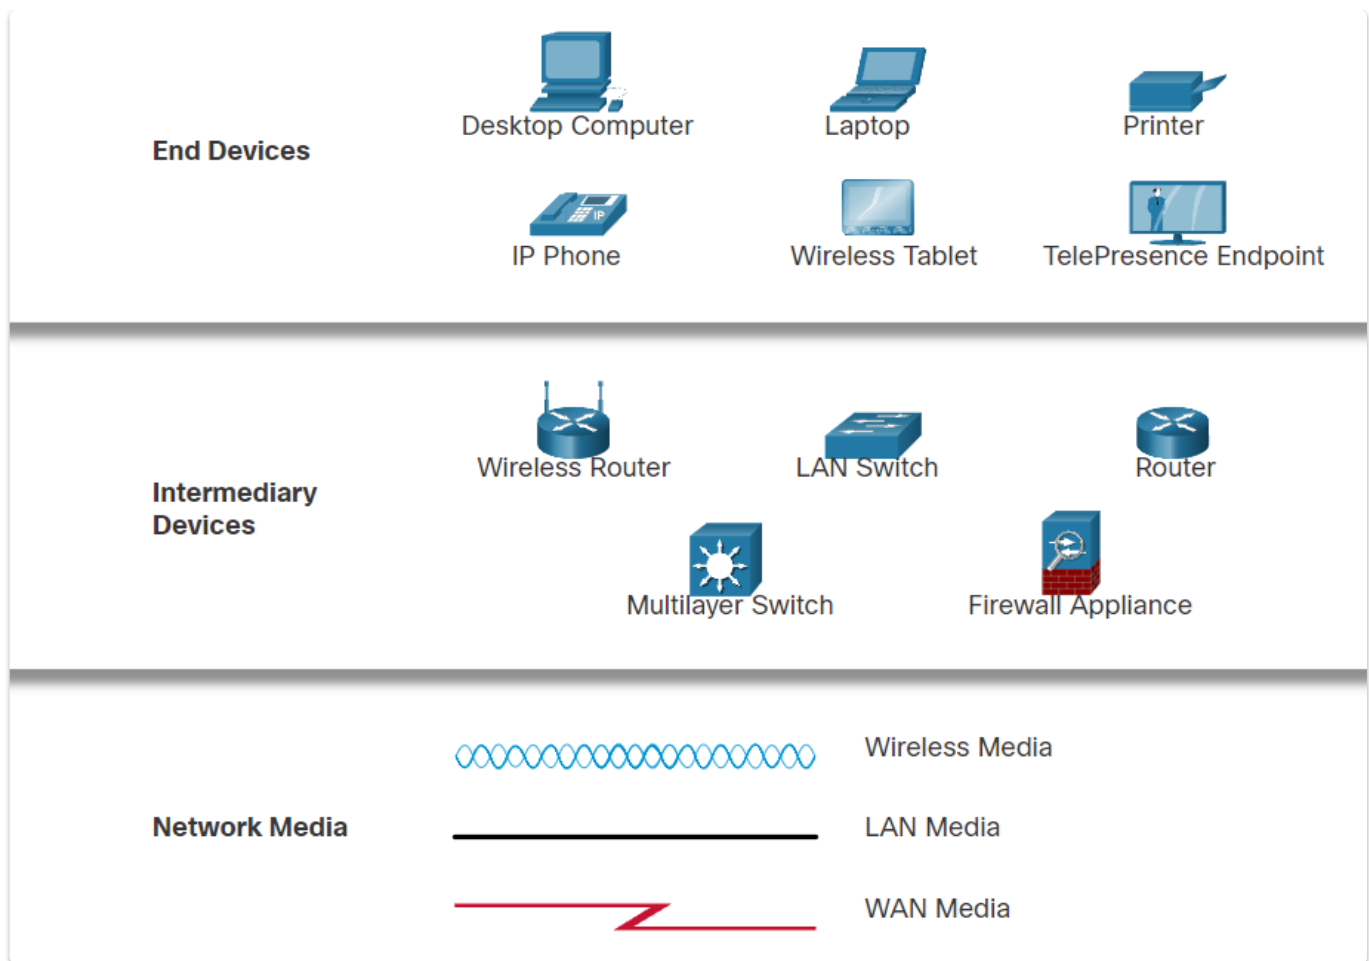 Desktop Computer
Laptop
Printer
End Devices
IP
IP Phone
Wireless Tablet
TelePresence Endpoint
Wireless Router
LAN Switch
Router
Intermediary
Devices
Multilayer Switch
Firewall Appliance
Wireless Media
Network Media
LAN Media
WAN Media